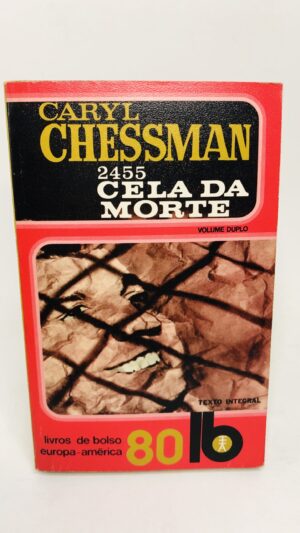 CARYL
CHESSMAN
2455
CELA DA
MORTE
VOLUME DUPLO
TEXTO INTEGRAL
livros de bolso
europa-américa
80
lb